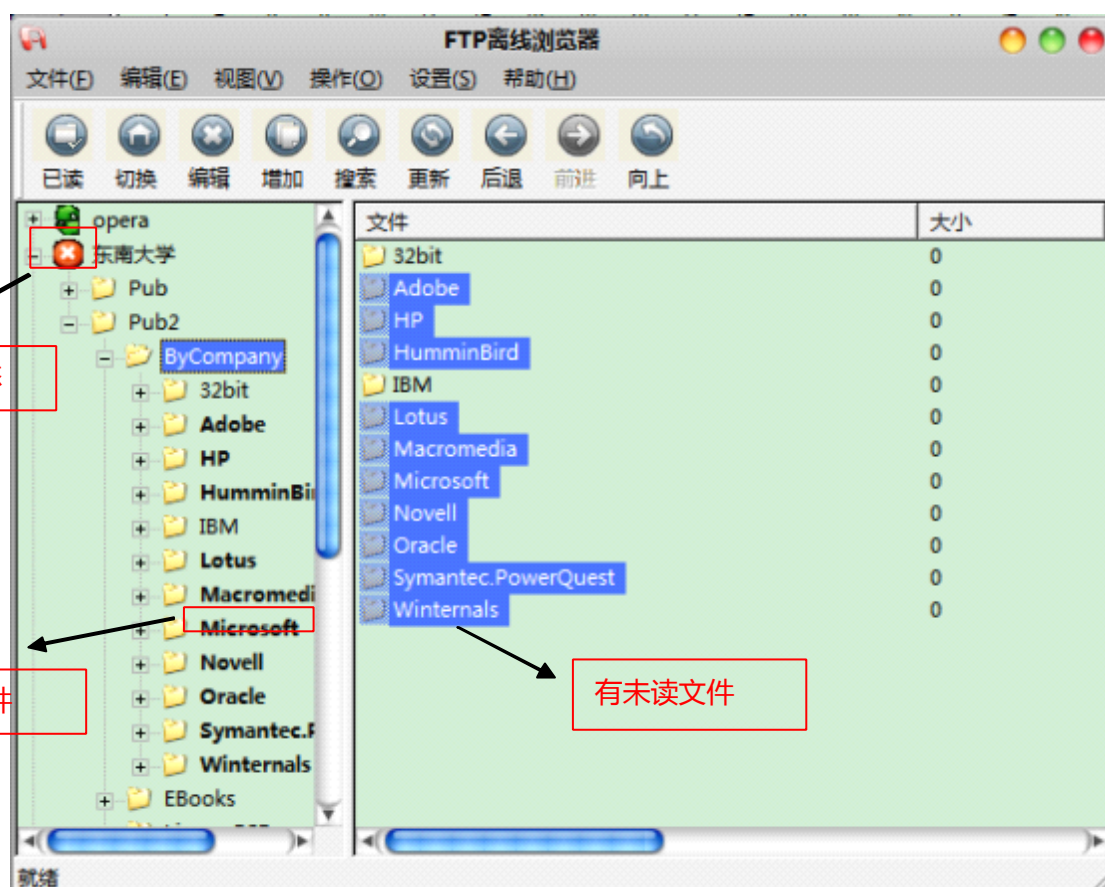 FTP离线浏览器
文件(F) 编辑(E) 视图(V) 操作(O) 设置(S) 帮助(H)
已读 切换 编辑 增加 搜索 更新 后退 前进 向上
opera
东南大学
Pub
Pub2
ByCompany
32bit
Adobe
HP
HumminBi
IBM
Lotus
Macromedi
Microsoft
Novell
Oracle
Symantec.P
Winternals
EBooks
文件 大小
32bit 0
Adobe 0
HP 0
HumminBird 0
IBM 0
Lotus 0
Macromedia 0
Microsoft 0
Novell 0
Oracle 0
Symantec.PowerQuest 0
Winternals 0
件
有未读文件
就绪